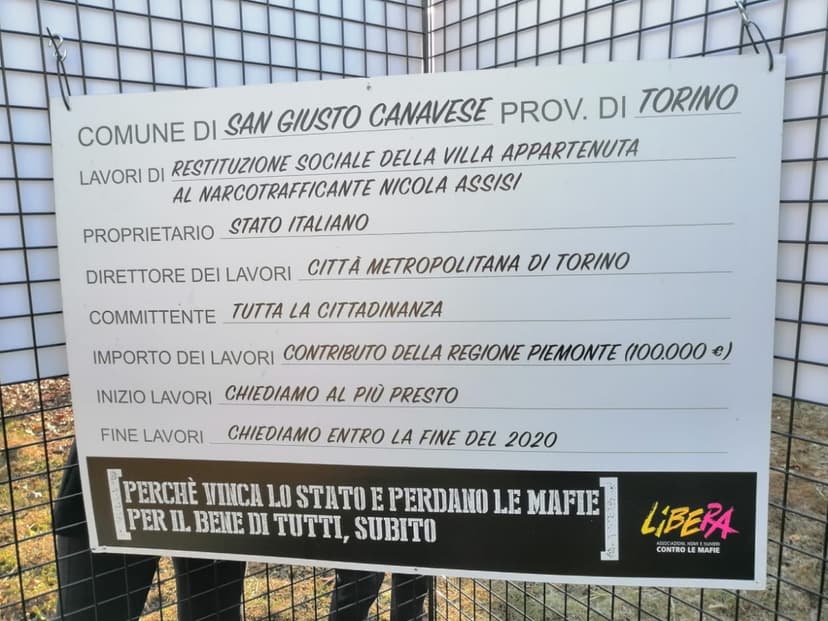 COMUNE DI SAN GIUSTO CANAVESE PROV. DI TORINO
LAVORI DI RESTITUZIONE SOCIALE DELLA VILLA APPARTENUTA
AL NARCOTRAFFICANTE NICOLA ASSISI
PROPRIETARIO STATO ITALIANO
DIRETTORE DEI LAVORI CITTÀ METROPOLITANA DI TORINO
COMMITTENTE TUTTA LA CITTADINANZA
IMPORTO DEI LAVORI CONTRIBUTO DELLA REGIONE PIEMONTE (100.000 €)
INIZIO LAVORI CHIEDIAMO AL PIÙ PRESTO
FINE LAVORI CHIEDIAMO ENTRO LA FINE DEL 2020
[PERCHÈ VINCA LO STATO E PERDANO LE MAFIE
PER IL BENE DI TUTTI, SUBITO]
LIBERA
ASSOCIAZIONI, NOMI E NUMERI
CONTRO LE MAFIE